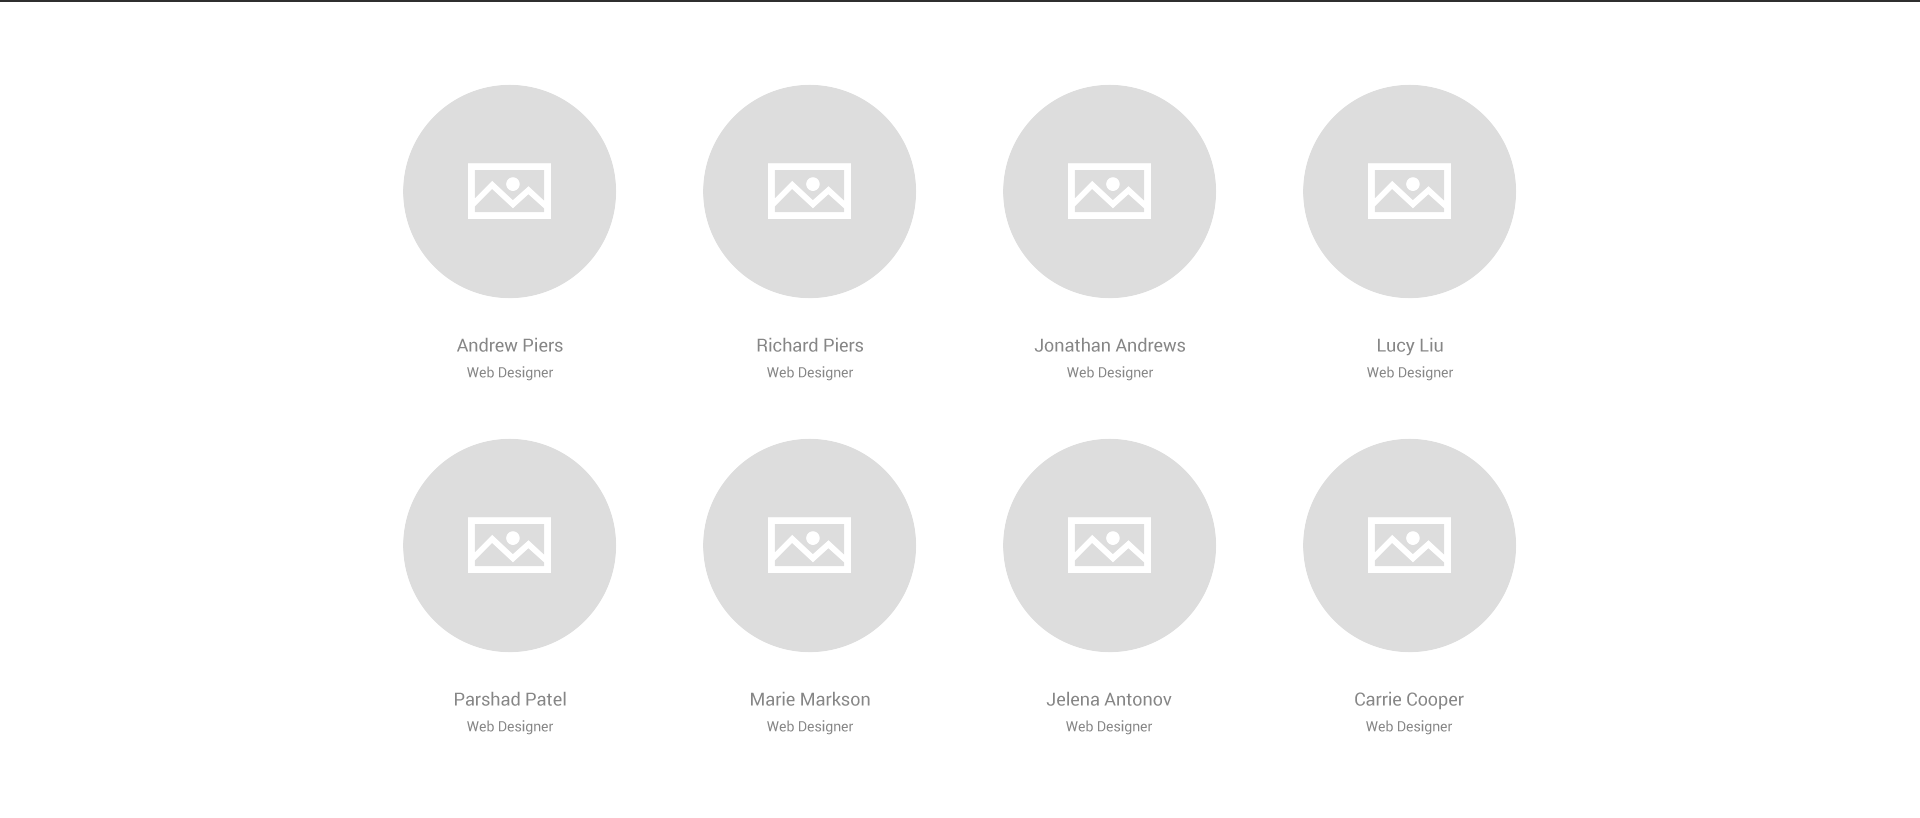 Andrew Piers
Web Designer
Richard Piers
Web Designer
Jonathan Andrews
Web Designer
Lucy Liu
Web Designer
Parshad Patel
Web Designer
Marie Markson
Web Designer
Jelena Antonov
Web Designer
Carrie Cooper
Web Designer